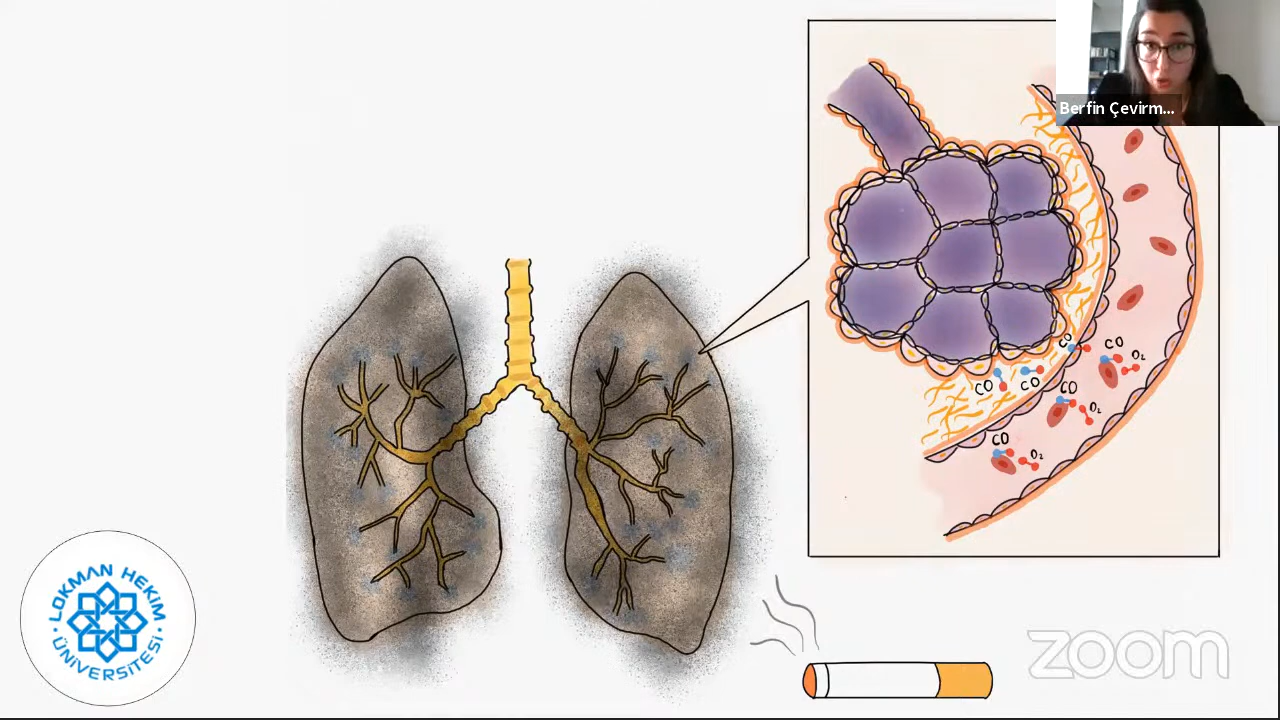 Berfin Çevirm...
CO
CO
O₂
CO
CO
CO
O₂
CO
O₂
LOKMAN HEKİM
· ÜNİVERSİTESİ ·
zoom